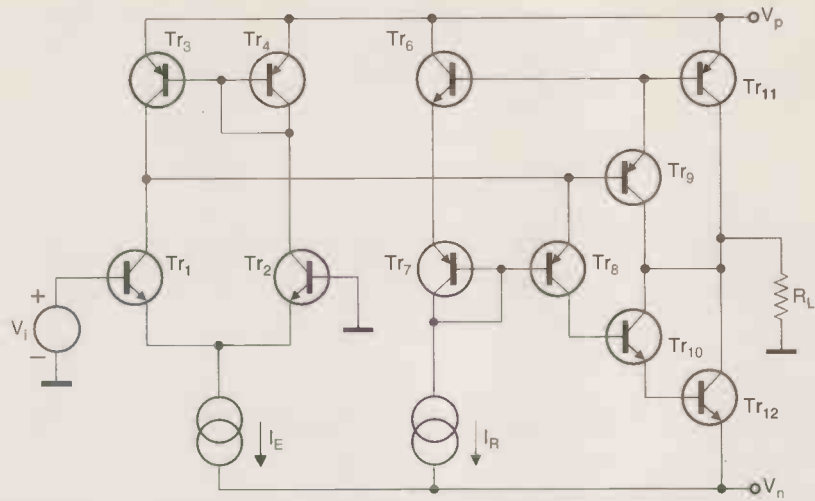 Vp
Tr3
Tr4
Tr6
Tr11
Tr9
Tr1
Tr2
Tr7
Tr8
RL
+
Vi
−
Tr10
Tr12
IE
IR
Vn